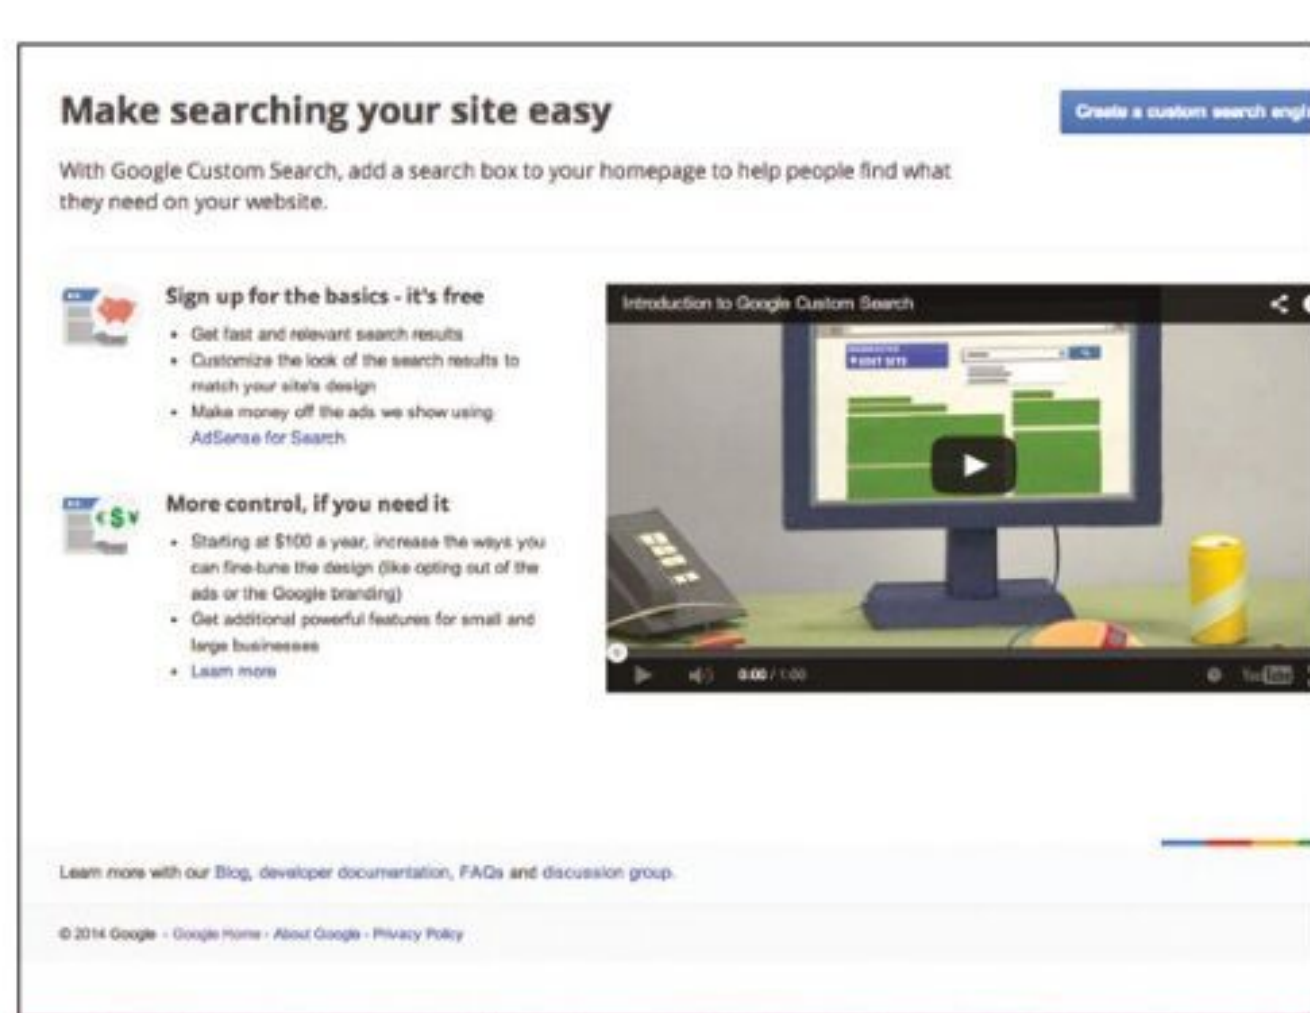 Make searching your site easy
Create a custom search
With Google Custom Search, add a search box to your homepage to help people find what
they need on your website.
Sign up for the basics - it's free
• Get fast and relevant search results
• Customize the look of the search results to
match your site's design
• Make money off the ads we show using
AdSense for Search
More control, if you need it
• Starting at $100 a year, increase the ways you
can fine-tune the design (like opting out of the
ads or the Google branding)
• Get additional powerful features for small and
large businesses
• Learn more
Introduction to Google Custom Search
EDIT SITE
0:00 / 1:00
YouTube
Learn more with our Blog, developer documentation, FAQs and discussion group.
© 2014 Google - Google Home - About Google - Privacy Policy